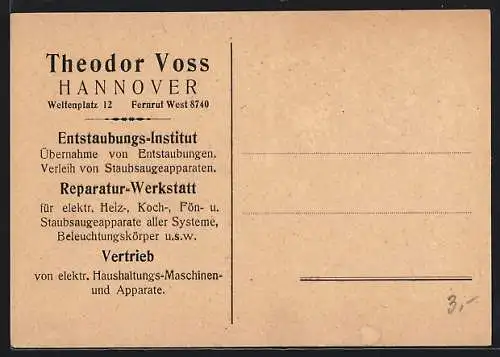 Theodor Voss
HANNOVER
Welfenplatz 12 Fernruf West 8740
Entstaubungs-Institut
Übernahme von Entstaubungen.
Verleih von Staubsaugeapparaten.
Reparatur-Werkstatt
für elektr. Heiz-, Koch-, Fön- u.
Staubsaugeapparate aller Systeme,
Beleuchtungskörper u.s.w.
Vertrieb
von elektr. Haushaltungs-Maschinen-
und Apparate.
3,-